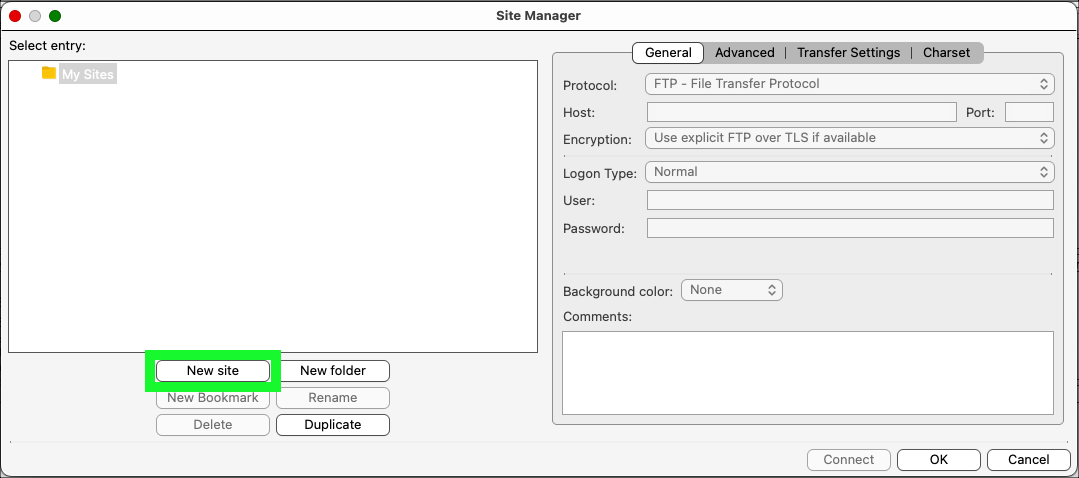 Site Manager
Select entry:
My Sites
New site
New folder
New Bookmark
Rename
Delete
Duplicate
General
Advanced
Transfer Settings
Charset
Protocol:
FTP - File Transfer Protocol
Host:
Port:
Encryption:
Use explicit FTP over TLS if available
Logon Type:
Normal
User:
Password:
Background color:
None
Comments:
Connect
OK
Cancel